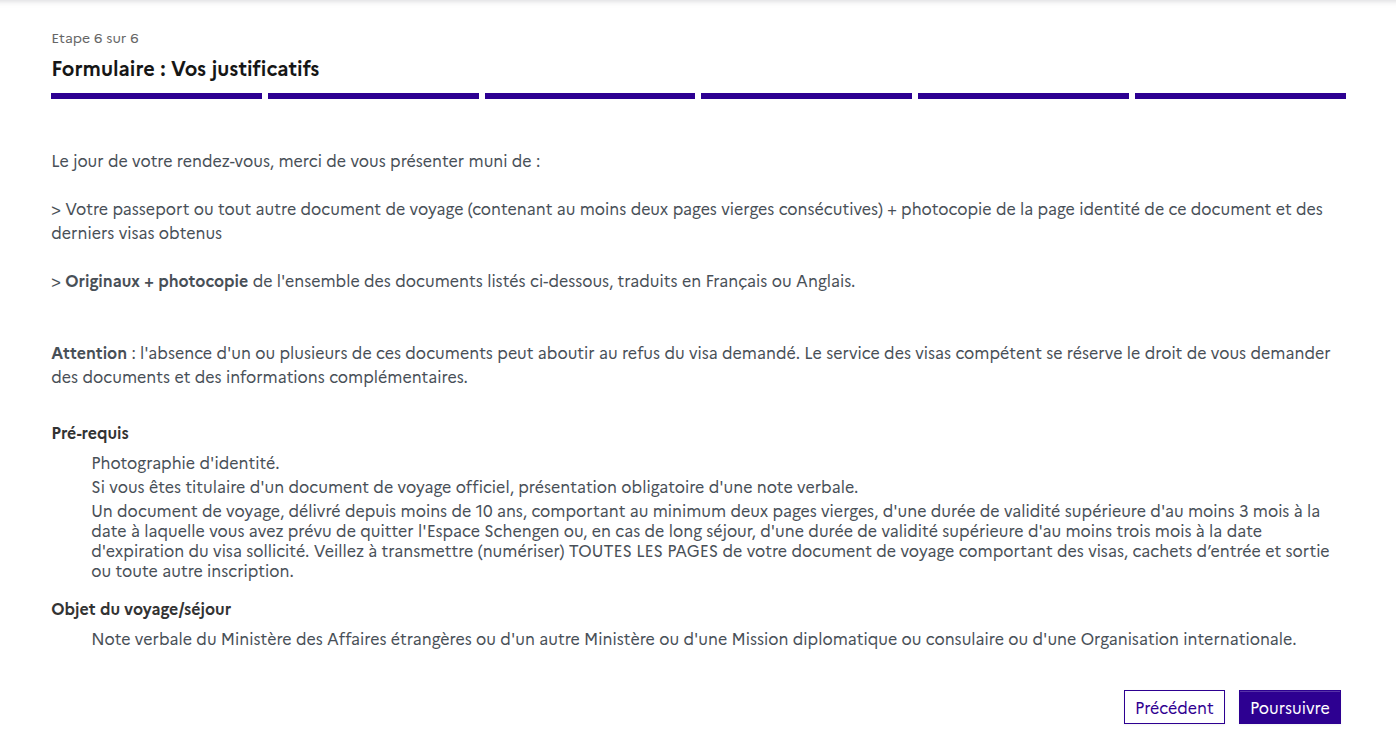 Etape 6 sur 6
Formulaire : Vos justificatifs
Le jour de votre rendez-vous, merci de vous présenter muni de :
> Votre passeport ou tout autre document de voyage (contenant au moins deux pages vierges consécutives) + photocopie de la page identité de ce document et des
derniers visas obtenus
> Originaux + photocopie de l'ensemble des documents listés ci-dessous, traduits en Français ou Anglais.
Attention : l'absence d'un ou plusieurs de ces documents peut aboutir au refus du visa demandé. Le service des visas compétent se réserve le droit de vous demander
des documents et des informations complémentaires.
Pré-requis
Photographie d'identité.
Si vous êtes titulaire d'un document de voyage officiel, présentation obligatoire d'une note verbale.
Un document de voyage, délivré depuis moins de 10 ans, comportant au minimum deux pages vierges, d'une durée de validité supérieure d'au moins 3 mois à la
date à laquelle vous avez prévu de quitter l'Espace Schengen ou, en cas de long séjour, d'une durée de validité supérieure d'au moins trois mois à la date
d'expiration du visa sollicité. Veillez à transmettre (numériser) TOUTES LES PAGES de votre document de voyage comportant des visas, cachets d’entrée et sortie
ou toute autre inscription.
Objet du voyage/séjour
Note verbale du Ministère des Affaires étrangères ou d'un autre Ministère ou d'une Mission diplomatique ou consulaire ou d'une Organisation internationale.
Précédent
Poursuivre